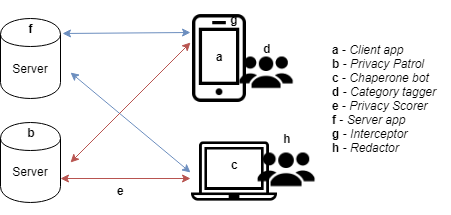 f
Server
b
Server
g
a
d
c
h
e
a - Client app
b - Privacy Patrol
c - Chaperone bot
d - Category tagger
e - Privacy Scorer
f - Server app
g - Interceptor
h - Redactor